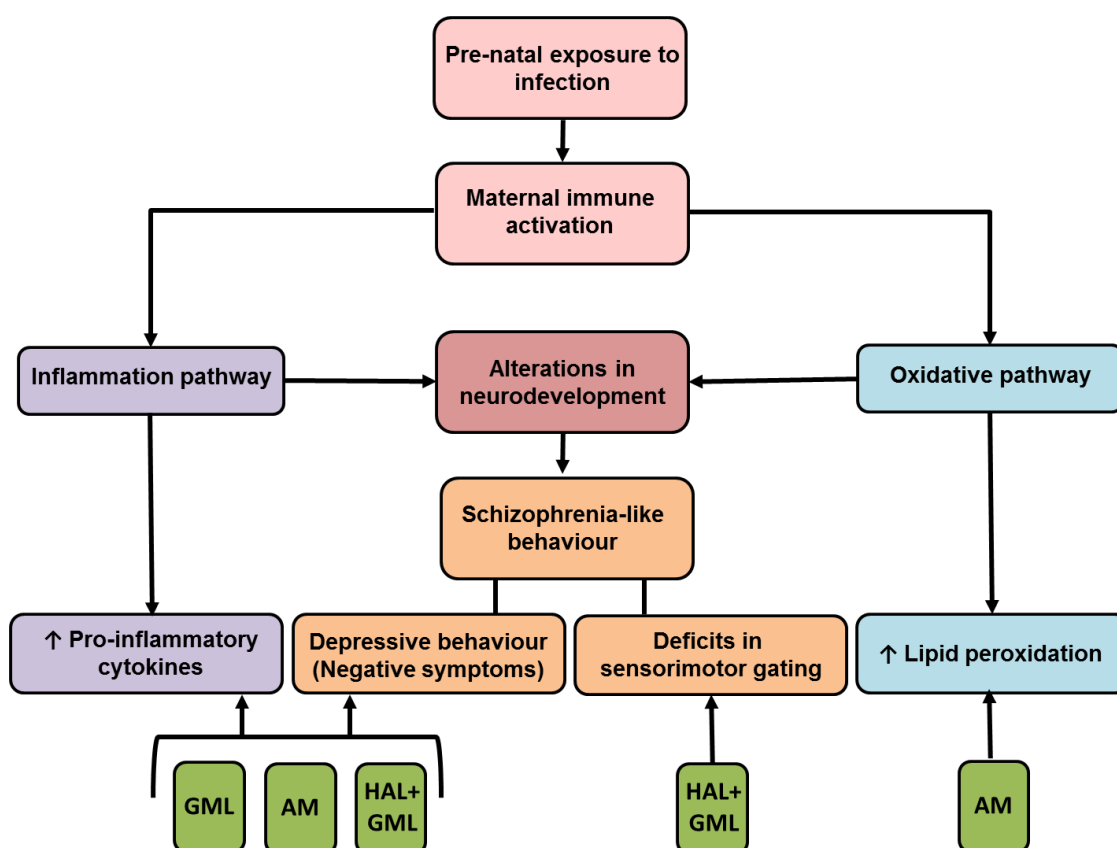 Pre-natal exposure to
infection
Maternal immune
activation
Inflammation pathway
Alterations in
neurodevelopment
Oxidative pathway
Schizophrenia-like
behaviour
↑ Pro-inflammatory
cytokines
Depressive behaviour
(Negative symptoms)
Deficits in
sensorimotor gating
↑ Lipid peroxidation
GML
AM
HAL+
GML
HAL+
GML
AM